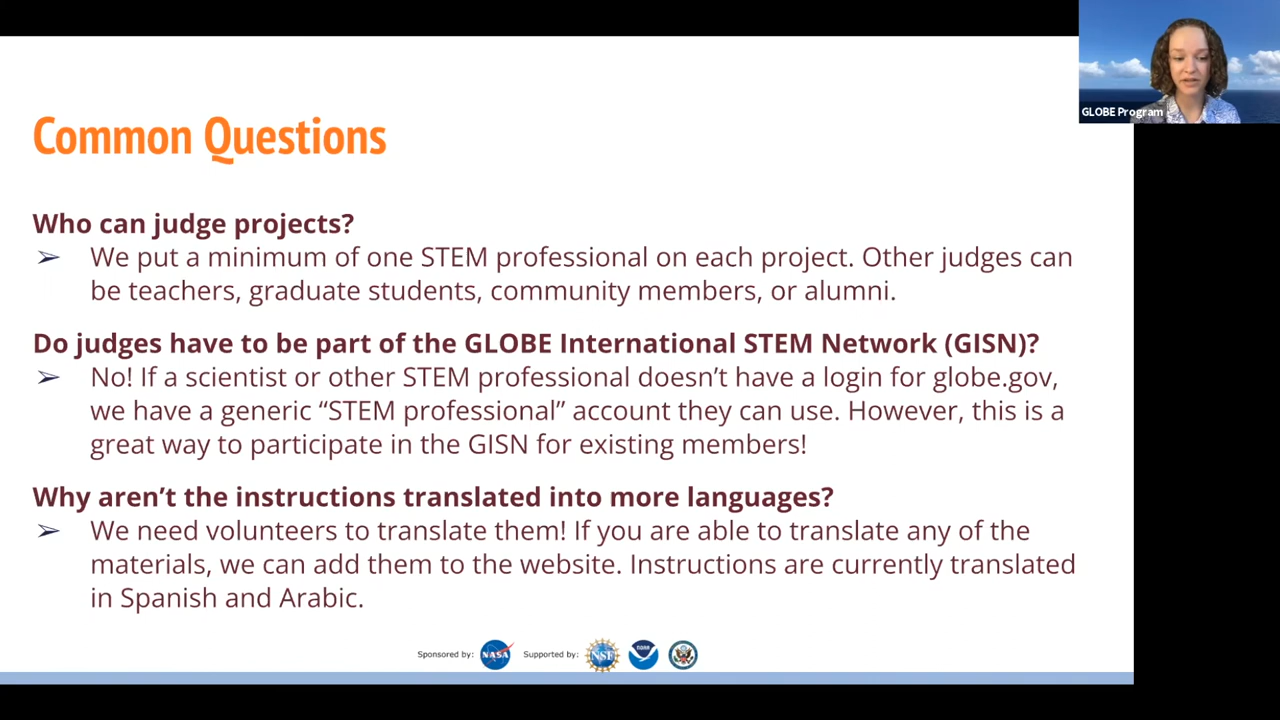 GLOBE Program
Common Questions
Who can judge projects?
➢ We put a minimum of one STEM professional on each project. Other judges can
be teachers, graduate students, community members, or alumni.
Do judges have to be part of the GLOBE International STEM Network (GISN)?
➢ No! If a scientist or other STEM professional doesn't have a login for globe.gov,
we have a generic “STEM professional” account they can use. However, this is a
great way to participate in the GISN for existing members!
Why aren't the instructions translated into more languages?
➢ We need volunteers to translate them! If you are able to translate any of the
materials, we can add them to the website. Instructions are currently translated
in Spanish and Arabic.
Sponsored by: NASA Supported by: NSF NOAA